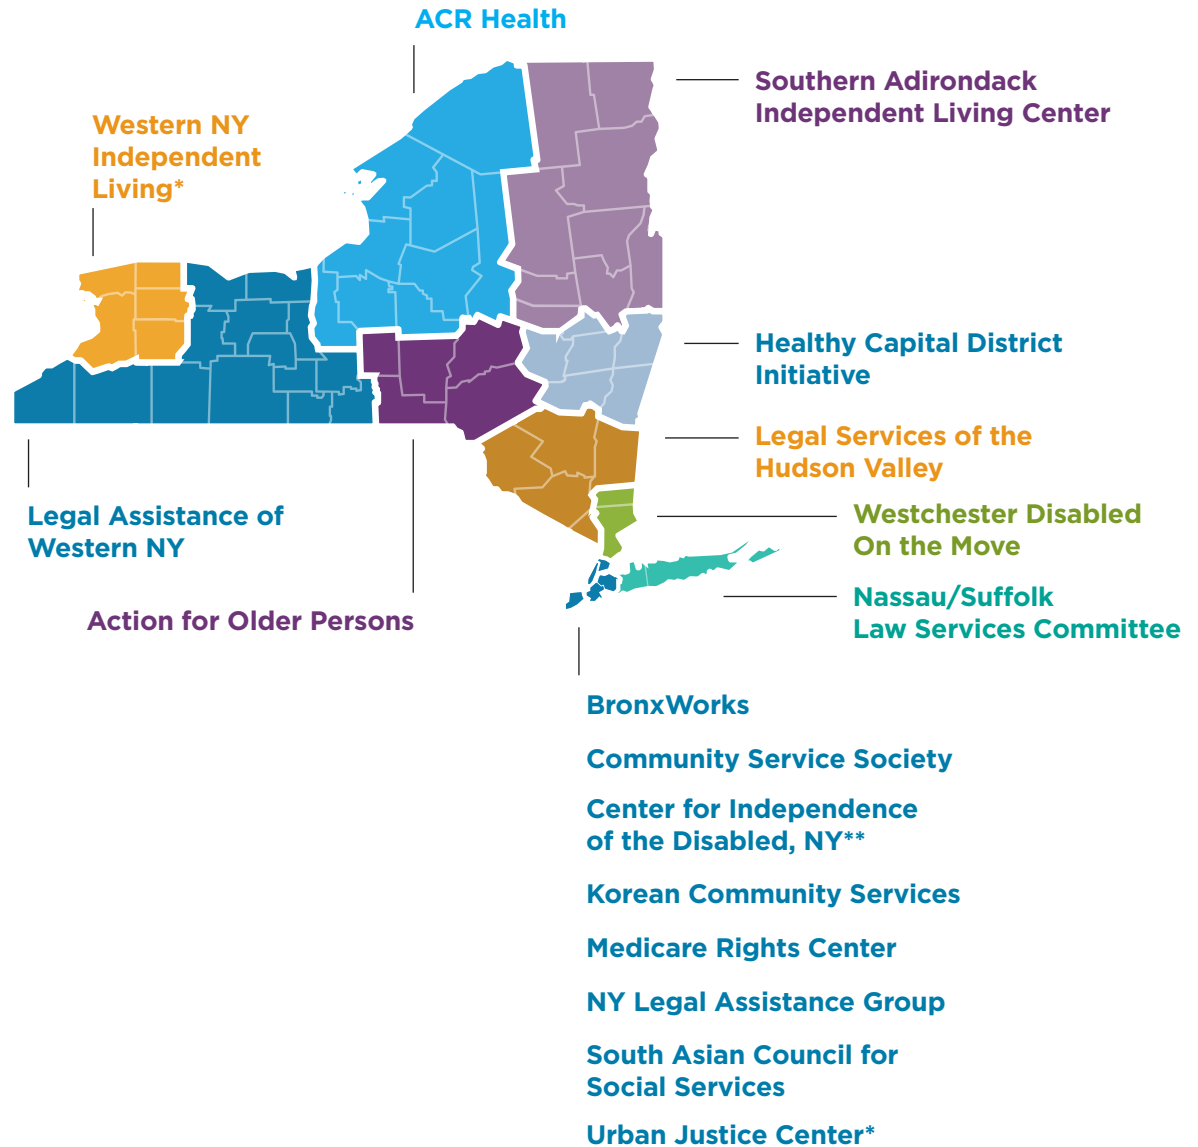 ACR Health
Southern Adirondack
Independent Living Center
Western NY
Independent
Living*
Healthy Capital District
Initiative
Legal Services of the
Hudson Valley
Legal Assistance of
Western NY
Westchester Disabled
On the Move
Nassau/Suffolk
Law Services Committee
Action for Older Persons
BronxWorks
Community Service Society
Center for Independence
of the Disabled, NY**
Korean Community Services
Medicare Rights Center
NY Legal Assistance Group
South Asian Council for
Social Services
Urban Justice Center*